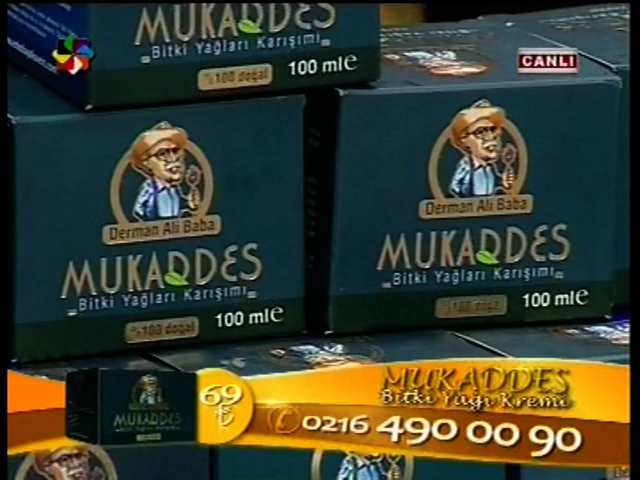 MUKADDES
Bitki Yağları Karışımı
%100 doğal
100 ml e
CANLI
Derman Ali Baba
MUKADDES
Bitki Yağları Karışımı
%100 doğal
100 ml e
Derman Ali Baba
MUKADDES
Bitki Yağları Karışımı
%100 doğal
100 ml e
MUKADDES
69
MUKADDES
Bitki Yağı Kremi
0216 490 00 90